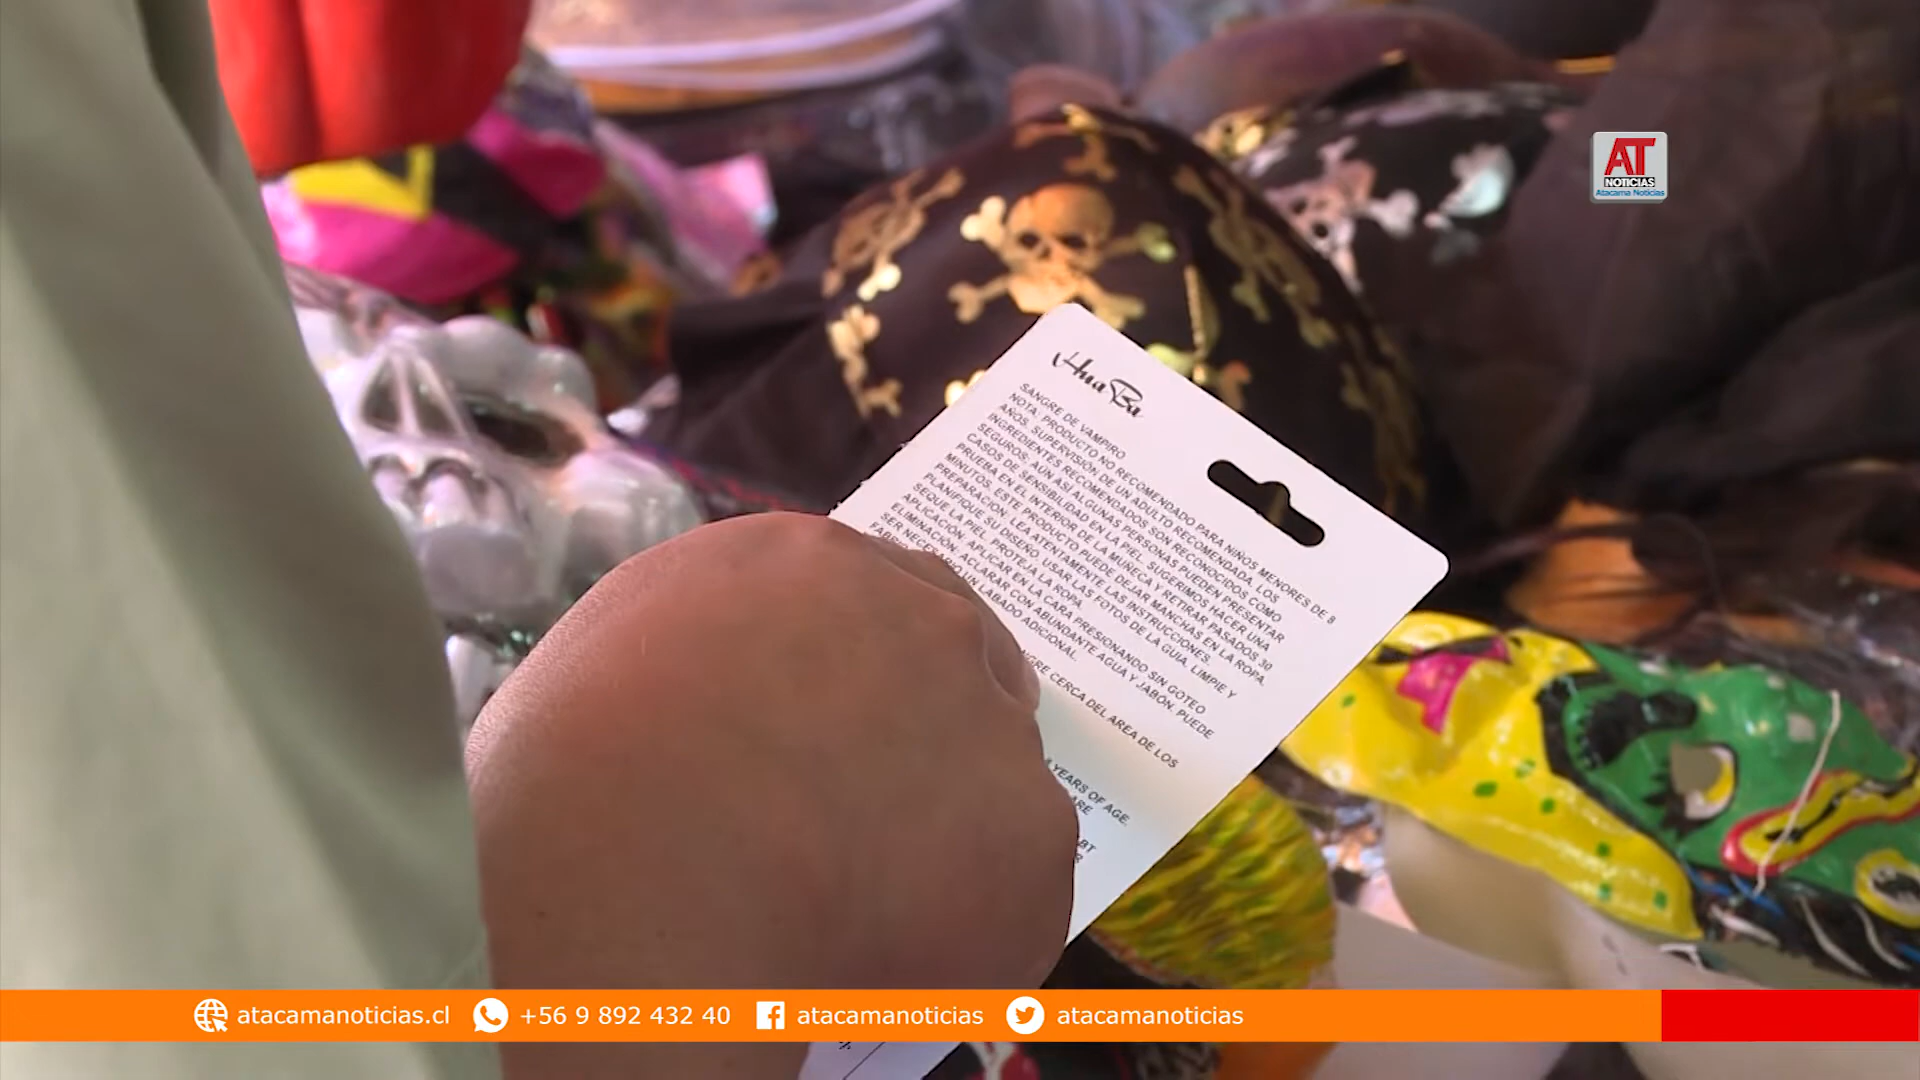 AT
NOTICIAS
Atacama Noticias
Hua Ba
SANGRE DE VAMPIRO
NOTA: PRODUCTO NO RECOMENDADO PARA NIÑOS MENORES DE 8
AÑOS. SUPERVISIÓN DE UN ADULTO RECOMENDADA. LOS
INGREDIENTES RECOMENDADOS SON RECONOCIDOS COMO
SEGUROS, AÚN ASI ALGUNAS PERSONAS PUEDEN PRESENTAR
CASOS DE SENSIBILIDAD EN LA PIEL. SUGERIMOS HACER UNA
PRUEBA EN EL INTERIOR DE LA MUÑECA Y RETIRAR PASADOS 30
MINUTOS. ESTE PRODUCTO PUEDE DEJAR MANCHAS EN LA ROPA.
PREPARACION. LEA ATENTAMENTE LAS INSTRUCCIONES.
PLANIFIQUE SU DISEÑO. USAR LAS FOTOS DE LA GUIA. LIMPIE Y
SEQUE LA PIEL. PROTEJA LA ROPA.
APLICACIÓN. APLICAR EN LA CARA PRESIONANDO SIN GOTEO
ELIMINACIÓN. ACLARAR CON ABUNDANTE AGUA Y JABÓN. PUEDE
SER NECESARIO UN LABADO ADICIONAL.
CERCA DEL AREA DE LOS
YEARS OF AGE.
ARE
atacamanoticias.cl
+56 9 892 432 40
atacamanoticias
atacamanoticias